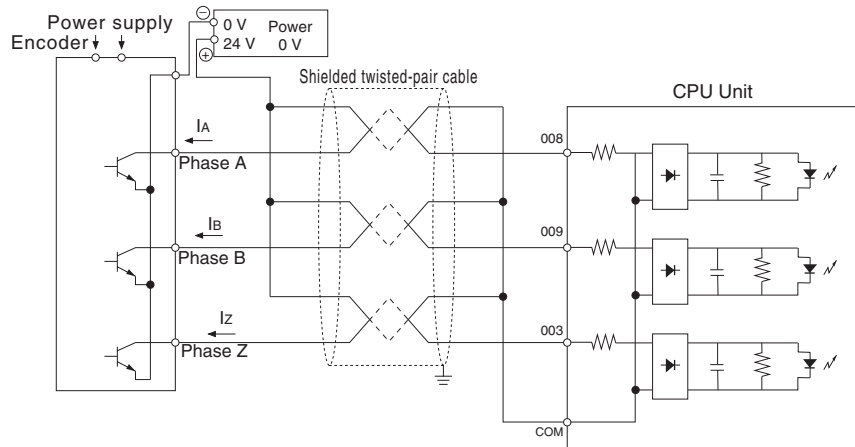 Power supply
Encoder
− 0 V Power
+ 24 V 0 V
Shielded twisted-pair cable
CPU Unit
IA
Phase A
008
IB
Phase B
009
IZ
Phase Z
003
COM